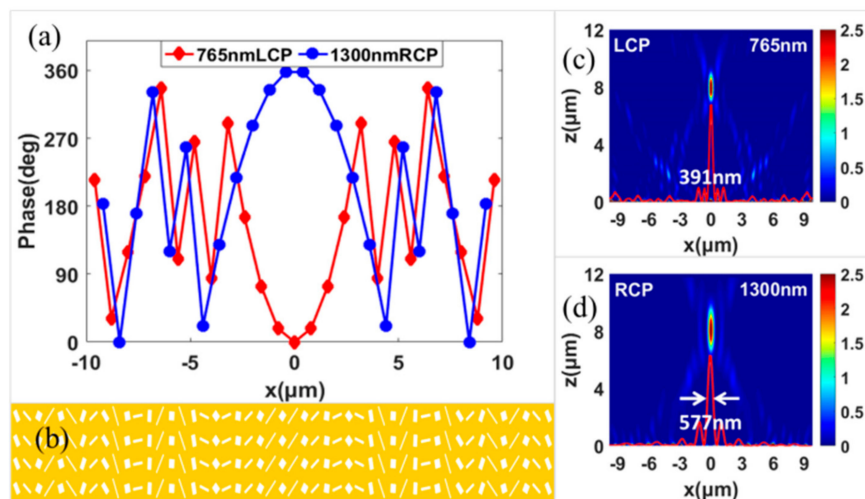 (a)
765nmLCP 1300nmRCP
Phase(deg)
360
270
180
90
0
-10 -5 0 5 10
x(µm)
(b)
(c)
LCP 765nm
z(µm)
12
8
4
0
391nm
-9 -6 -3 0 3 6 9
x(µm)
2.5
2
1.5
1
0.5
0
(d)
RCP 1300nm
z(µm)
12
8
4
0
577nm
-9 -6 -3 0 3 6 9
x(µm)
2.5
2
1.5
1
0.5
0